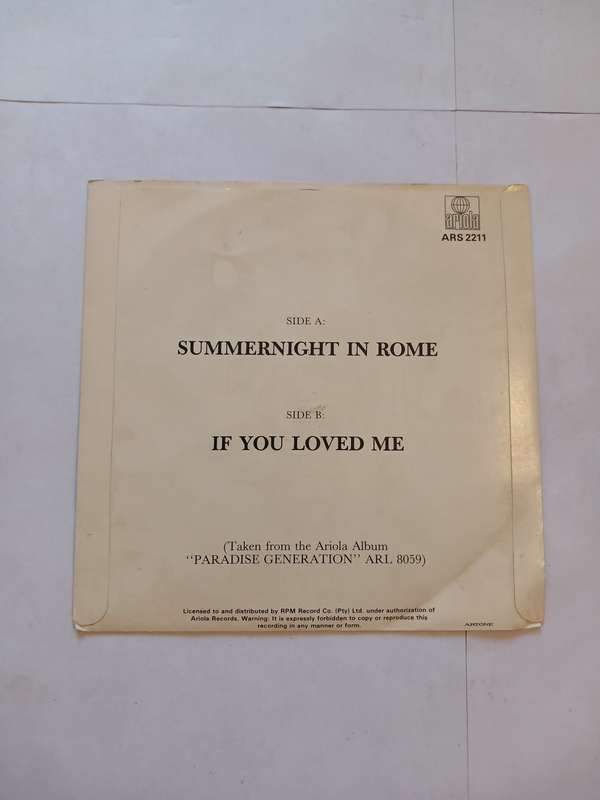 ariola
ARS 2211
SIDE A:
SUMMERNIGHT IN ROME
SIDE B:
IF YOU LOVED ME
(Taken from the Ariola Album
“PARADISE GENERATION” ARL 8059)
Licensed to and distributed by RPM Record Co. (Pty) Ltd. under authorization of
Ariola Records. Warning: It is expressly forbidden to copy or reproduce this
recording in any manner or form.
ARTONE